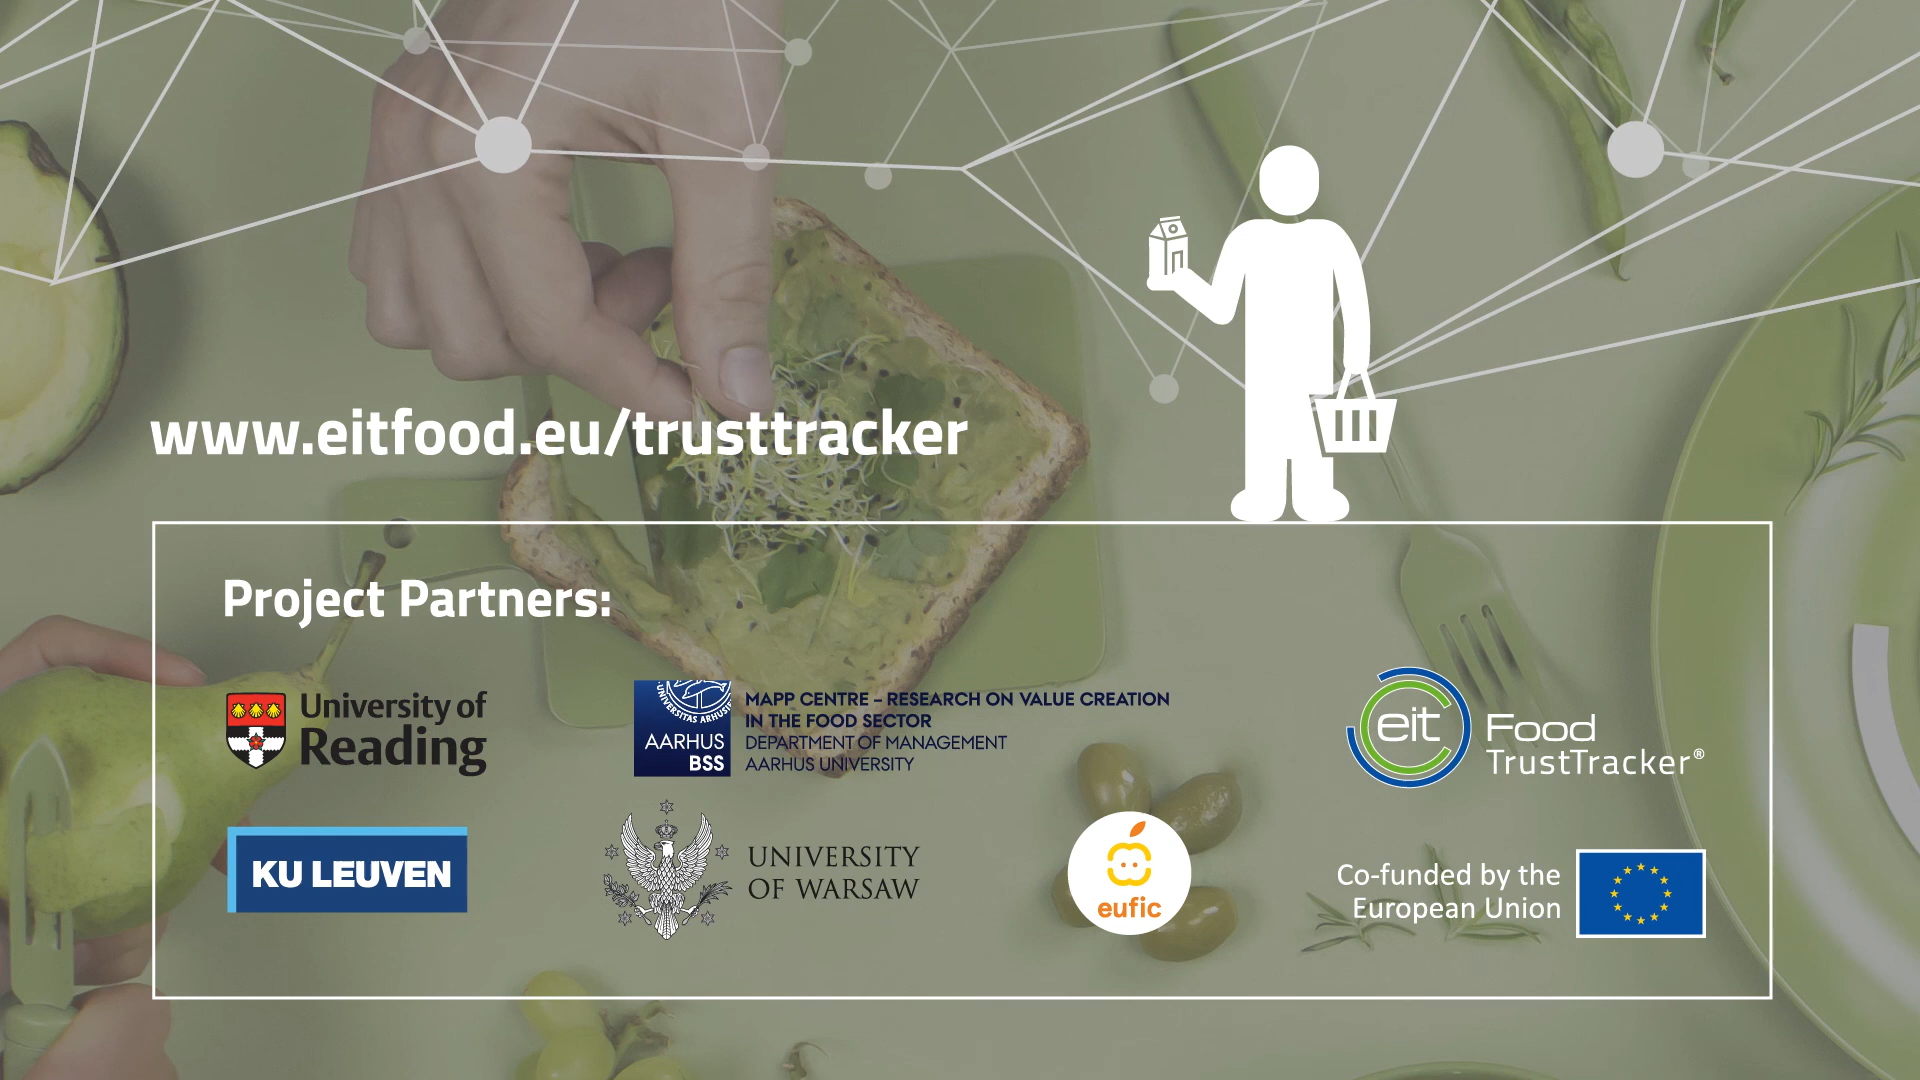 www.eitfood.eu/trusttracker
Project Partners:
University of
Reading
UNIVERSITAS ARHUSIENSIS
AARHUS
BSS
MAPP CENTRE – RESEARCH ON VALUE CREATION
IN THE FOOD SECTOR
DEPARTMENT OF MANAGEMENT
AARHUS UNIVERSITY
eit Food
TrustTracker®
KU LEUVEN
UNIVERSITY
OF WARSAW
eufic
Co-funded by the
European Union